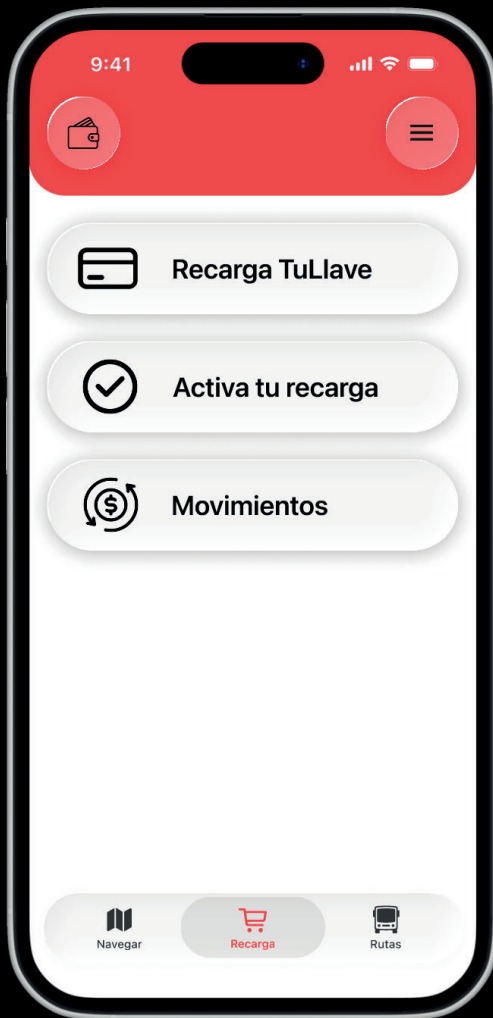 9:41
Recarga TuLlave
Activa tu recarga
$
Movimientos
Navegar
Recarga
Rutas